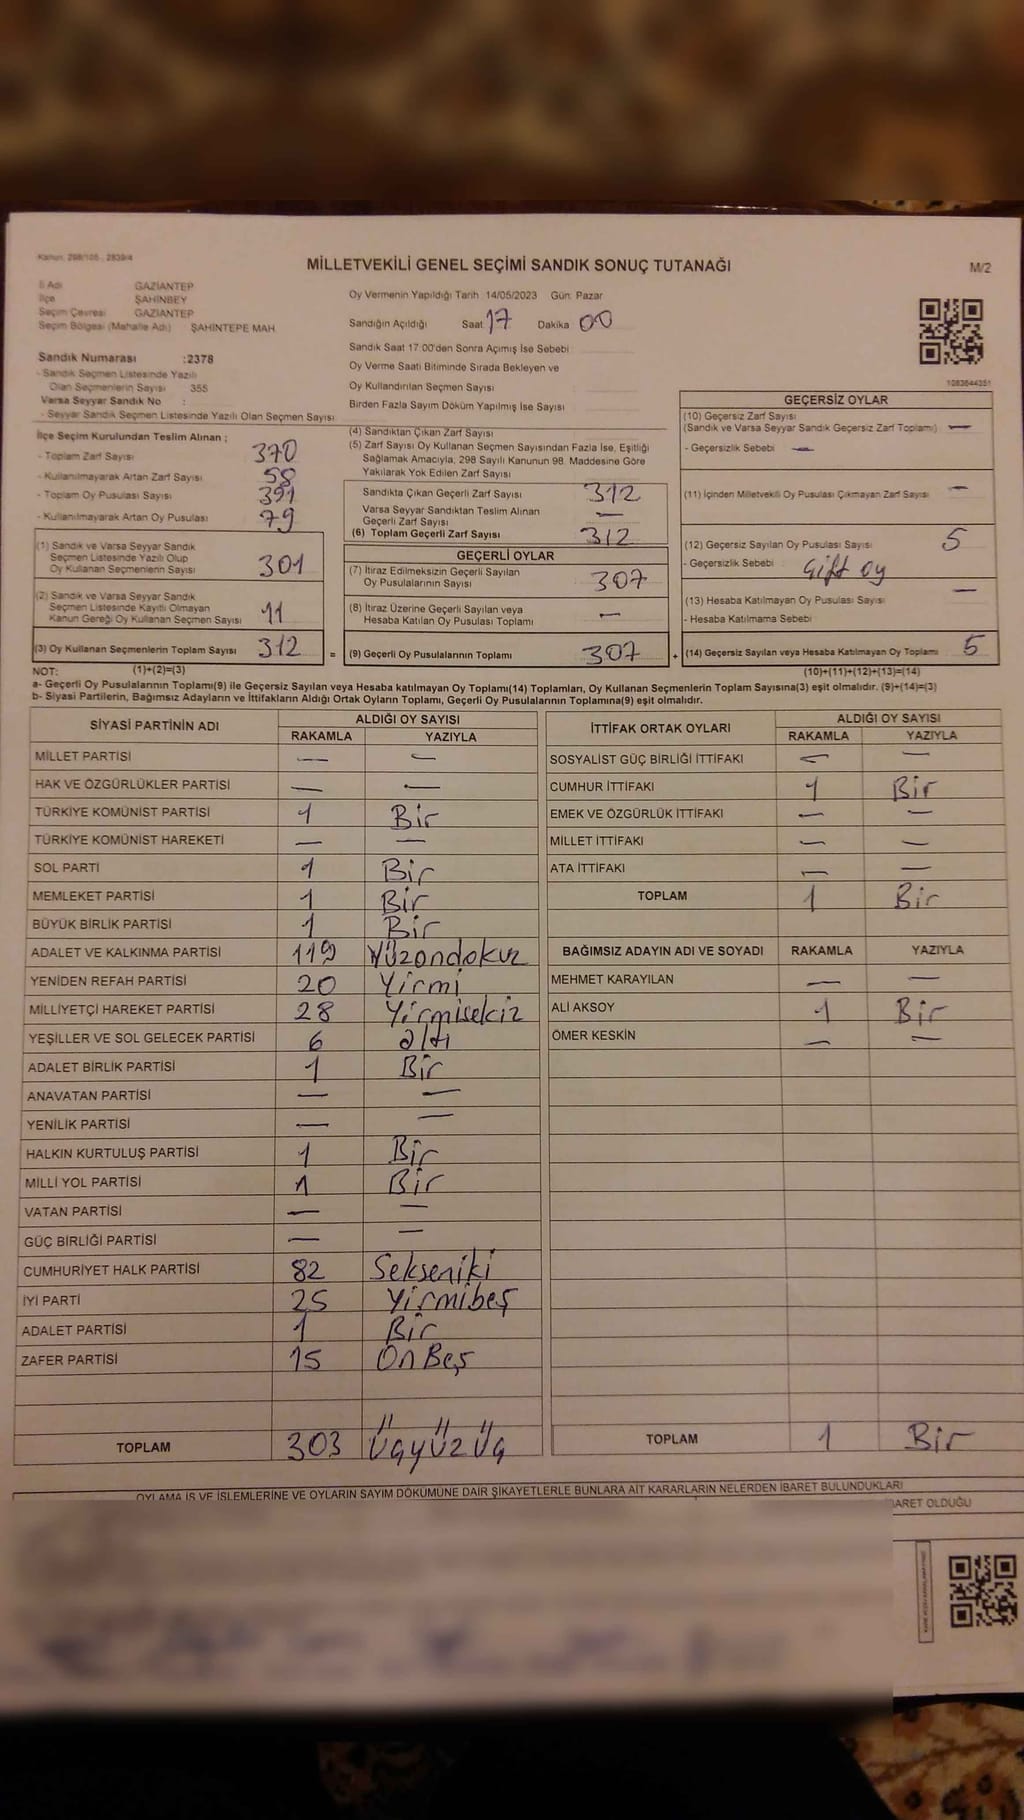 Kanun: 298/105 - 2839/4
MİLLETVEKİLİ GENEL SEÇİMİ SANDIK SONUÇ TUTANAĞI
M/2
İl Adı GAZİANTEP
İlçe ŞAHİNBEY
Seçim Çevresi GAZİANTEP
Seçim Bölgesi (Mahalle Adı) ŞAHİNTEPE MAH.
Sandık Numarası :2378
- Sandık Seçmen Listesinde Yazılı
Olan Seçmenlerin Sayısı 355
Varsa Seyyar Sandık No :
- Seyyar Sandık Seçmen Listesinde Yazılı Olan Seçmen Sayısı
Oy Vermenin Yapıldığı Tarih 14/05/2023 Gün: Pazar
Sandığın Açıldığı Saat 17 Dakika 00
Sandık Saat 17:00'den Sonra Açımış İse Sebebi
Oy Verme Saati Bitiminde Sırada Bekleyen ve
Oy Kullandırılan Seçmen Sayısı
Birden Fazla Sayım Döküm Yapılmış İse Sayısı
1083644351
İlçe Seçim Kurulundan Teslim Alınan ;
- Toplam Zarf Sayısı 370
- Kullanılmayarak Artan Zarf Sayısı 58
- Toplam Oy Pusulası Sayısı 391
- Kullanılmayarak Artan Oy Pusulası 79
(1) Sandık ve Varsa Seyyar Sandık
Seçmen Listesinde Yazılı Olup
Oy Kullanan Seçmenlerin Sayısı 301
(2) Sandık ve Varsa Seyyar Sandık
Seçmen Listesinde Kayıtlı Olmayan
Kanun Gereği Oy Kullanan Seçmen Sayısı 11
(3) Oy Kullanan Seçmenlerin Toplam Sayısı 312 =
(4) Sandıktan Çıkan Zarf Sayısı
(5) Zarf Sayısı Oy Kullanan Seçmen Sayısından Fazla İse, Eşitliği
Sağlamak Amacıyla, 298 Sayılı Kanunun 98. Maddesine Göre
Yakılarak Yok Edilen Zarf Sayısı
Sandıkta Çıkan Geçerli Zarf Sayısı 312
Varsa Seyyar Sandıktan Teslim Alınan
Geçerli Zarf Sayısı —
(6) Toplam Geçerli Zarf Sayısı 312
GEÇERLİ OYLAR
(7) İtiraz Edilmeksizin Geçerli Sayılan
Oy Pusulalarının Sayısı 307
(8) İtiraz Üzerine Geçerli Sayılan veya
Hesaba Katılan Oy Pusulası Toplamı —
(9) Geçerli Oy Pusulalarının Toplamı 307 +
GEÇERSİZ OYLAR
(10) Geçersiz Zarf Sayısı
(Sandık ve Varsa Seyyar Sandık Geçersiz Zarf Toplamı) —
- Geçersizlik Sebebi —
(11) İçinden Milletvekili Oy Pusulası Çıkmayan Zarf Sayısı —
(12) Geçersiz Sayılan Oy Pusulası Sayısı 5
- Geçersizlik Sebebi Gift oy
(13) Hesaba Katılmayan Oy Pusulası Sayısı —
- Hesaba Katılmama Sebebi
(14) Geçersiz Sayılan veya Hesaba Katılmayan Oy Toplamı 5
NOT: (1)+(2)=(3) (10)+(11)+(12)+(13)=(14)
a- Geçerli Oy Pusulalarının Toplamı(9) ile Geçersiz Sayılan veya Hesaba katılmayan Oy Toplamı(14) Toplamları, Oy Kullanan Seçmenlerin Toplam Sayısına(3) eşit olmalıdır. (9)+(14)=(3)
b- Siyasi Partilerin, Bağımsız Adayların ve İttifakların Aldığı Ortak Oyların Toplamı, Geçerli Oy Pusulalarının Toplamına(9) eşit olmalıdır.
SİYASİ PARTİNİN ADI ALDIĞI OY SAYISI
RAKAMLA YAZIYLA
MİLLET PARTİSİ — —
HAK VE ÖZGÜRLÜKLER PARTİSİ — —
TÜRKİYE KOMÜNİST PARTİSİ 1 Bir
TÜRKİYE KOMÜNİST HAREKETİ — —
SOL PARTİ 1 Bir
MEMLEKET PARTİSİ 1 Bir
BÜYÜK BİRLİK PARTİSİ 1 Bir
ADALET VE KALKINMA PARTİSİ 119 Yüzondokuz
YENİDEN REFAH PARTİSİ 20 Yirmi
MİLLİYETÇİ HAREKET PARTİSİ 28 Yirmisekiz
YEŞİLLER VE SOL GELECEK PARTİSİ 6 altı
ADALET BİRLİK PARTİSİ 1 Bir
ANAVATAN PARTİSİ — —
YENİLİK PARTİSİ — —
HALKIN KURTULUŞ PARTİSİ 1 Bir
MİLLİ YOL PARTİSİ 1 Bir
VATAN PARTİSİ — —
GÜÇ BİRLİĞİ PARTİSİ — —
CUMHURİYET HALK PARTİSİ 82 Sekseniki
İYİ PARTİ 25 Yirmibeş
ADALET PARTİSİ 1 Bir
ZAFER PARTİSİ 15 On Beş
TOPLAM 303 ÜçyÜz Üç
İTTİFAK ORTAK OYLARI ALDIĞI OY SAYISI
RAKAMLA YAZIYLA
SOSYALİST GÜÇ BİRLİĞİ İTTİFAKI — —
CUMHUR İTTİFAKI 1 Bir
EMEK VE ÖZGÜRLÜK İTTİFAKI — —
MİLLET İTTİFAKI — —
ATA İTTİFAKI — —
TOPLAM 1 Bir
BAĞIMSIZ ADAYIN ADI VE SOYADI RAKAMLA YAZIYLA
MEHMET KARAYILAN — —
ALİ AKSOY 1 Bir
ÖMER KESKİN — —
TOPLAM 1 Bir
OYLAMA İŞ VE İŞLEMLERİNE VE OYLARIN SAYIM DÖKÜMÜNE DAİR ŞİKAYETLERLE BUNLARA AİT KARARLARIN NELERDEN İBARET BULUNDUKLARI
BARET OLDUĞU